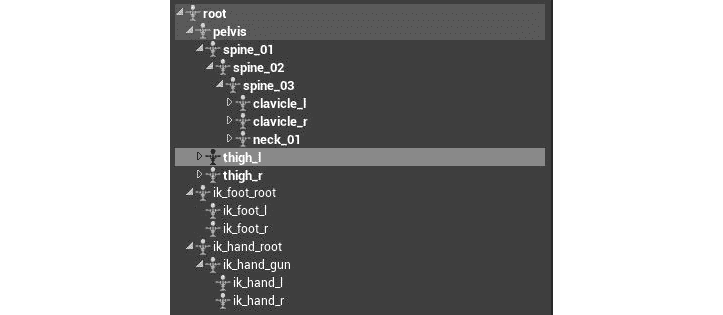 root
pelvis
spine_01
spine_02
spine_03
clavicle_l
clavicle_r
neck_01
thigh_l
thigh_r
ik_foot_root
ik_foot_l
ik_foot_r
ik_hand_root
ik_hand_gun
ik_hand_l
ik_hand_r